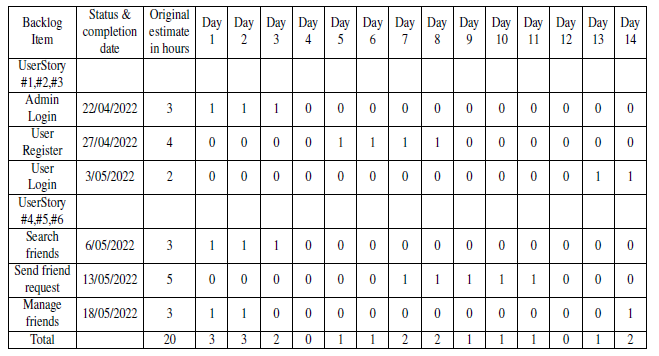 Backlog Item Status & completion date Original estimate in hours Day 1 Day 2 Day 3 Day 4 Day 5 Day 6 Day 7 Day 8 Day 9 Day 10 Day 11 Day 12 Day 13 Day 14
UserStory #1,#2,#3
Admin Login 22/04/2022 3 1 1 1 0 0 0 0 0 0 0 0 0 0 0
User Register 27/04/2022 4 0 0 0 0 1 1 1 1 0 0 0 0 0 0
User Login 3/05/2022 2 0 0 0 0 0 0 0 0 0 0 0 0 1 1
UserStory #4,#5,#6
Search friends 6/05/2022 3 1 1 1 0 0 0 0 0 0 0 0 0 0 0
Send friend request 13/05/2022 5 0 0 0 0 0 0 1 1 1 1 1 0 0 0
Manage friends 18/05/2022 3 1 1 0 0 0 0 0 0 0 0 0 0 0 1
Total 20 3 3 2 0 1 1 2 2 1 1 1 0 1 2